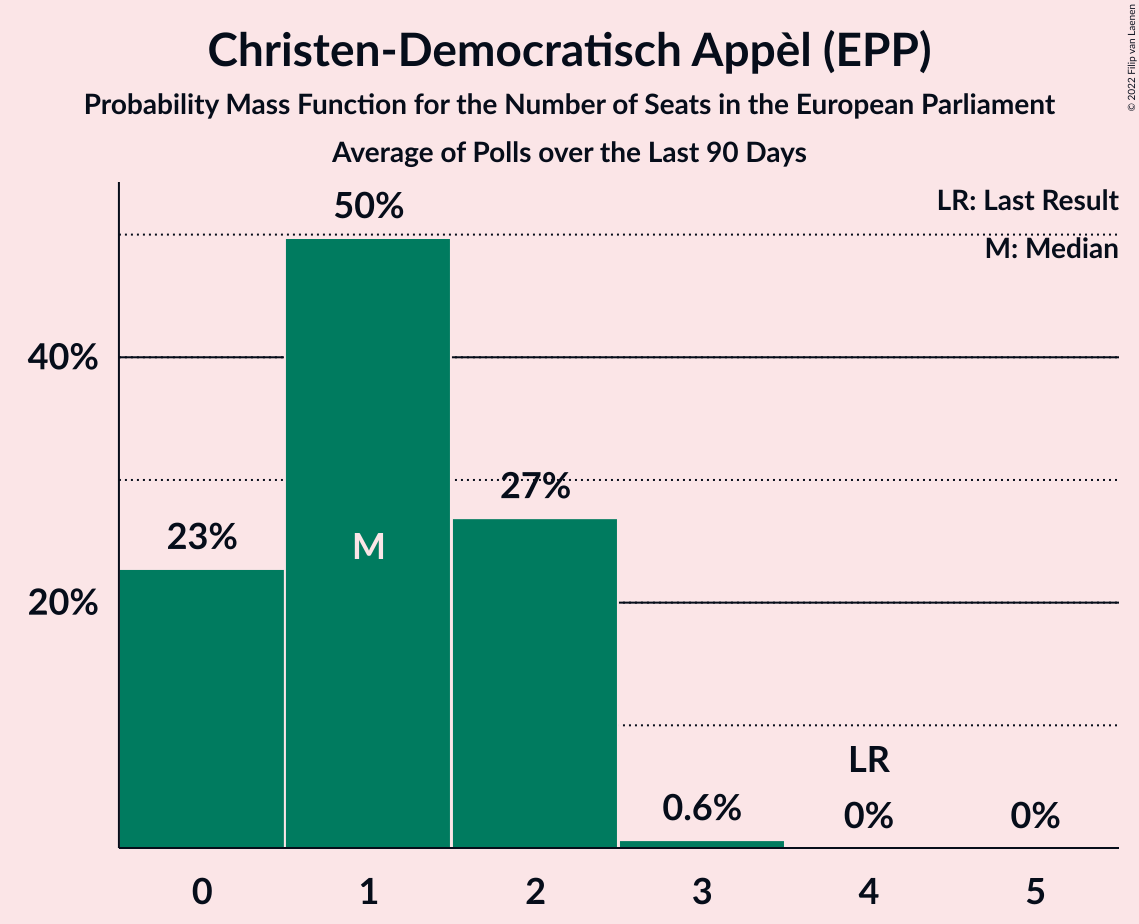 Christen-Democratisch Appèl (EPP)
Probability Mass Function for the Number of Seats in the European Parliament
Average of Polls over the Last 90 Days
© 2022 Filip van Laenen
LR: Last Result
M: Median
50%
40%
27%
23%
M
20%
LR
0.6%
0%
0%
0
1
2
3
4
5